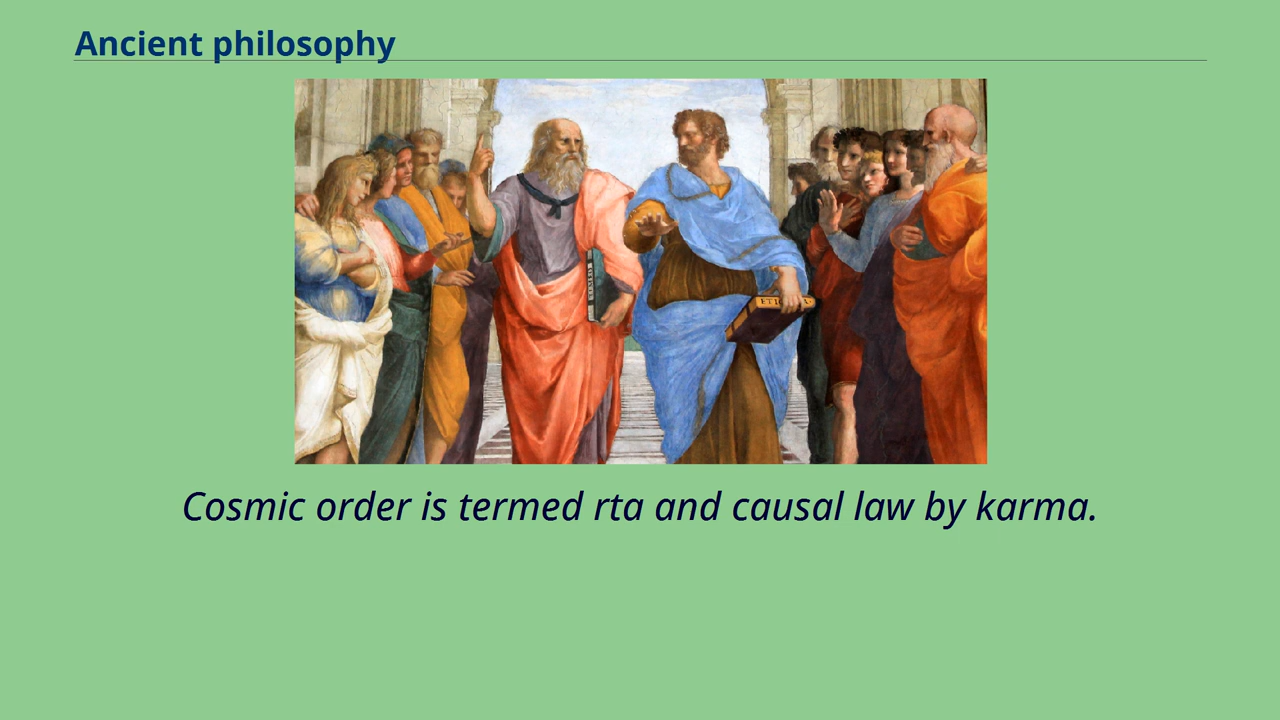 Ancient philosophy
Cosmic order is termed rta and causal law by karma.